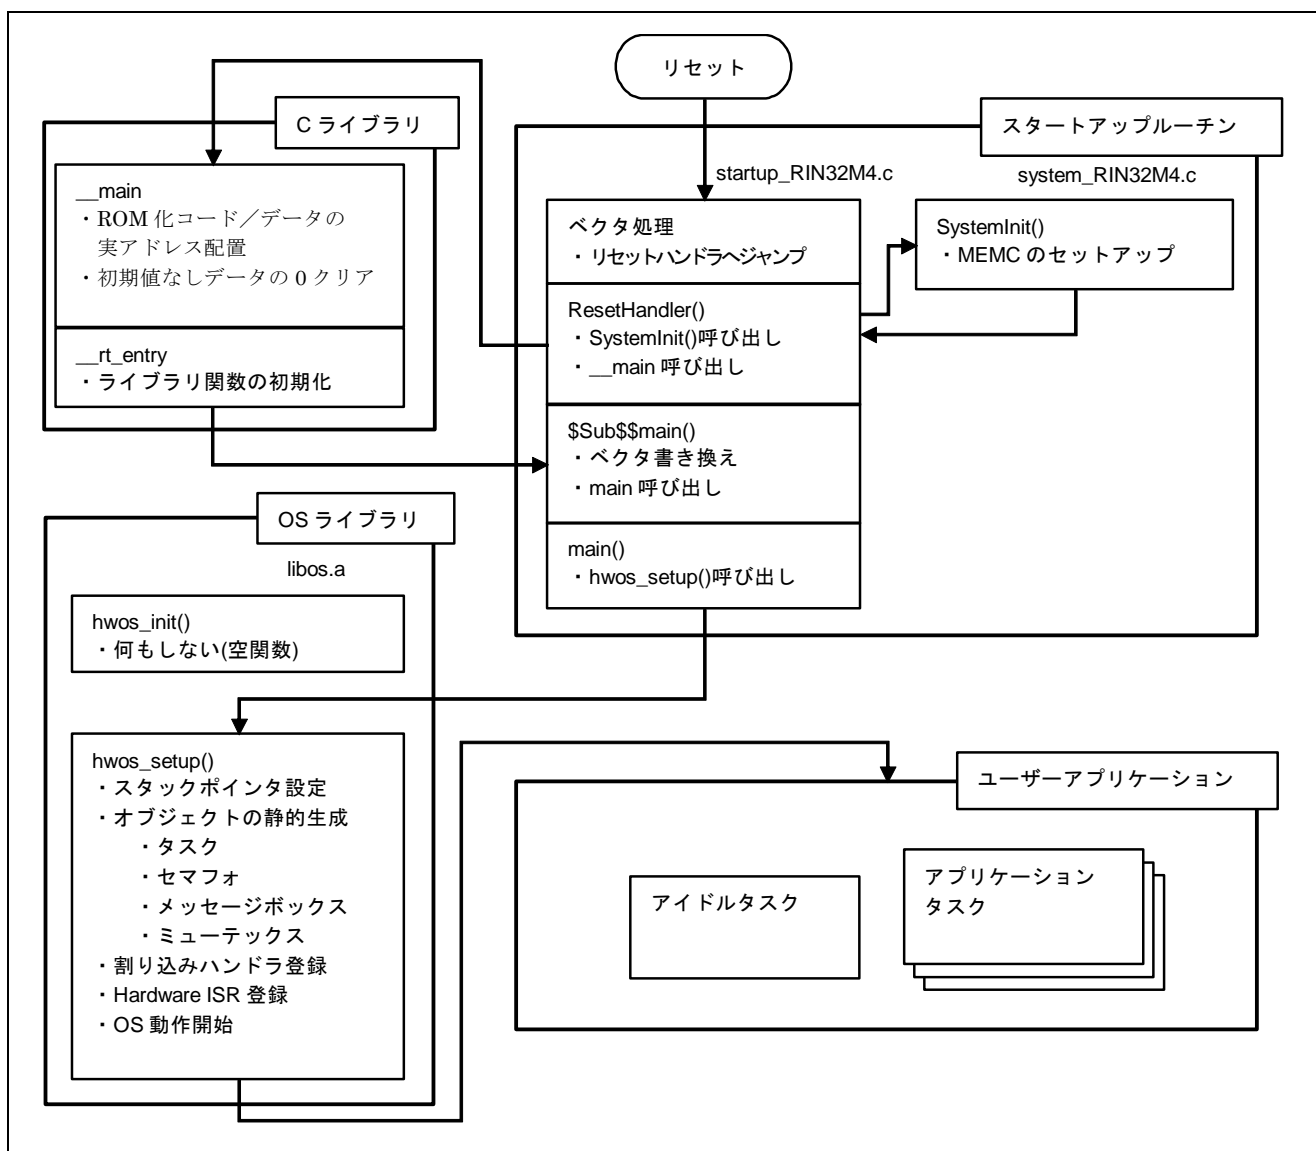 リセット
C ライブラリ
__main
・ROM 化コード／データの
実アドレス配置
・初期値なしデータの 0 クリア
__rt_entry
・ライブラリ関数の初期化
スタートアップルーチン
startup_RIN32M4.c
system_RIN32M4.c
ベクタ処理
・リセットハンドラへジャンプ
SystemInit()
・MEMC のセットアップ
ResetHandler()
・SystemInit()呼び出し
・__main 呼び出し
$Sub$$main()
・ベクタ書き換え
・main 呼び出し
main()
・hwos_setup()呼び出し
OS ライブラリ
libos.a
hwos_init()
・何もしない(空関数)
hwos_setup()
・スタックポインタ設定
・オブジェクトの静的生成
・タスク
・セマフォ
・メッセージボックス
・ミューテックス
・割り込みハンドラ登録
・Hardware ISR 登録
・OS 動作開始
ユーザーアプリケーション
アイドルタスク
アプリケーション
タスク